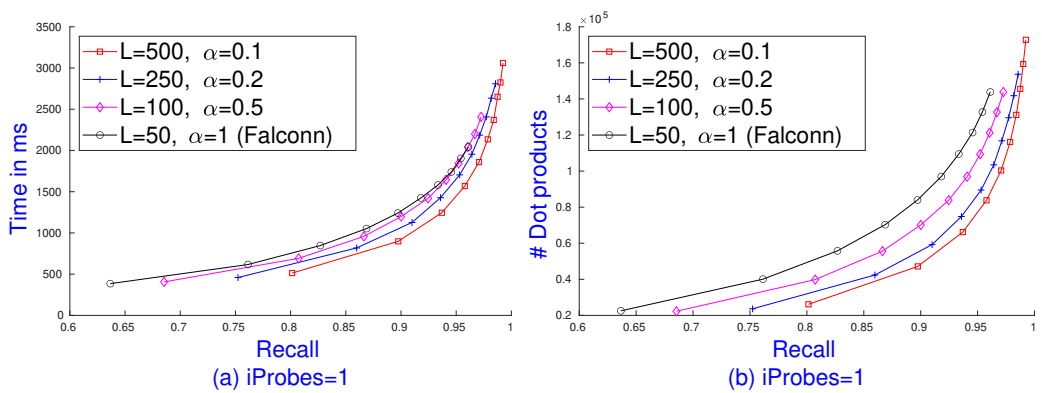 3500
3000
2500
2000
1500
1000
500
0
Time in ms
L=500, α=0.1
L=250, α=0.2
L=100, α=0.5
L=50, α=1 (Falconn)
0.6 0.65 0.7 0.75 0.8 0.85 0.9 0.95 1
Recall
(a) iProbes=1
× 10⁵
1.8
1.6
1.4
1.2
1
0.8
0.6
0.4
0.2
# Dot products
L=500, α=0.1
L=250, α=0.2
L=100, α=0.5
L=50, α=1 (Falconn)
0.6 0.65 0.7 0.75 0.8 0.85 0.9 0.95 1
Recall
(b) iProbes=1